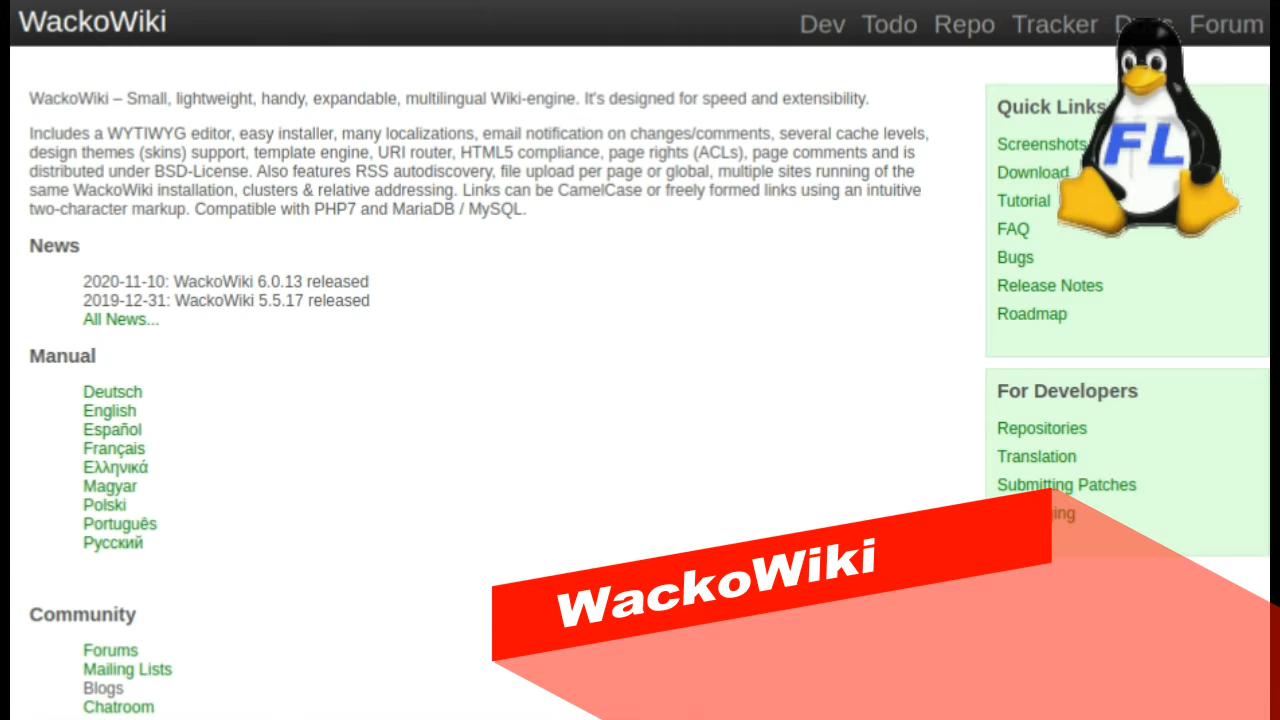 WackoWiki
Dev Todo Repo Tracker Forum
WackoWiki – Small, lightweight, handy, expandable, multilingual Wiki-engine. It's designed for speed and extensibility.
Includes a WYTIWYG editor, easy installer, many localizations, email notification on changes/comments, several cache levels,
design themes (skins) support, template engine, URI router, HTML5 compliance, page rights (ACLs), page comments and is
distributed under BSD-License. Also features RSS autodiscovery, file upload per page or global, multiple sites running of the
same WackoWiki installation, clusters & relative addressing. Links can be CamelCase or freely formed links using an intuitive
two-character markup. Compatible with PHP7 and MariaDB / MySQL.
News
2020-11-10: WackoWiki 6.0.13 released
2019-12-31: WackoWiki 5.5.17 released
All News...
Manual
Deutsch
English
Español
Français
Ελληνικά
Magyar
Polski
Português
Русский
Community
Forums
Mailing Lists
Blogs
Chatroom
Quick Links
Screenshots
Download
Tutorial
FAQ
Bugs
Release Notes
Roadmap
FL
For Developers
Repositories
Translation
Submitting Patches
WackoWiki